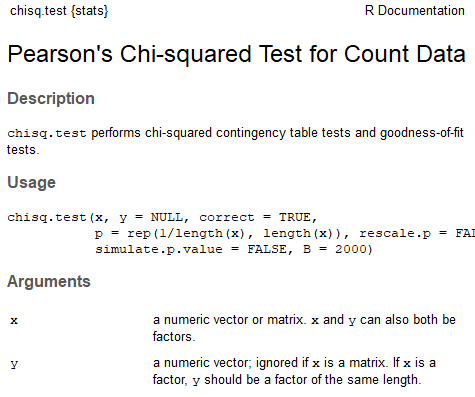 chisq.test {stats} R Documentation
Pearson's Chi-squared Test for Count Data
Description
chisq.test performs chi-squared contingency table tests and goodness-of-fit
tests.
Usage
chisq.test(x, y = NULL, correct = TRUE,
p = rep(1/length(x), length(x)), rescale.p =
simulate.p.value = FALSE, B = 2000)
Arguments
x a numeric vector or matrix. x and y can also both be
factors.
y a numeric vector; ignored if x is a matrix. If x is a
factor, y should be a factor of the same length.